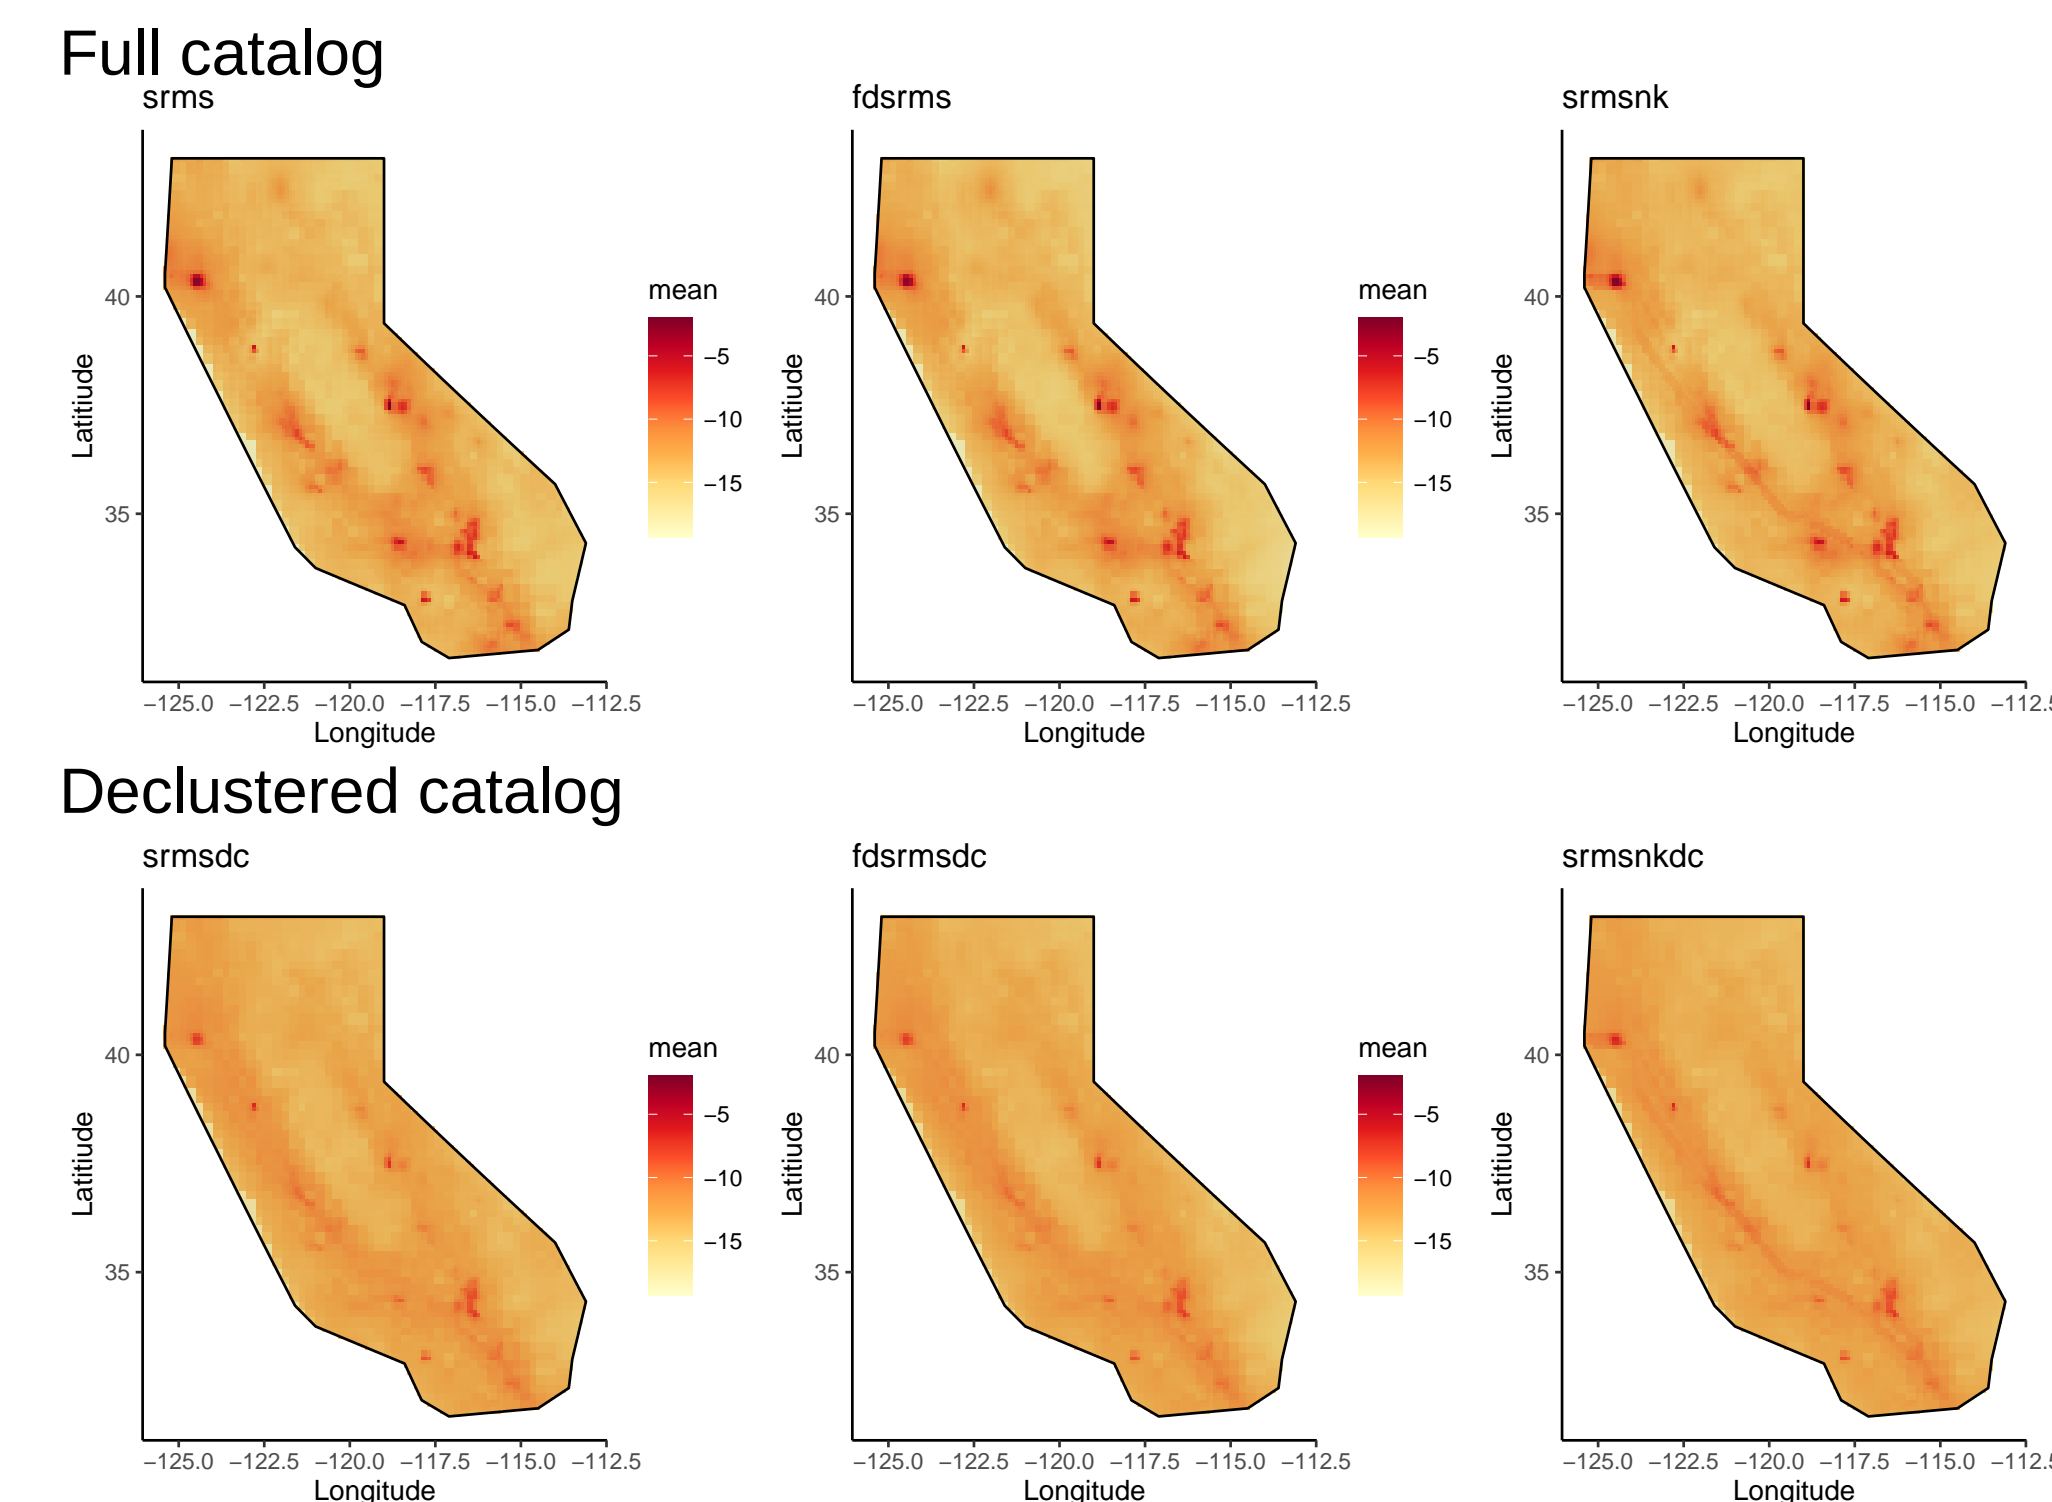 Full catalog
srms fdsrms srmsnk
mean mean
−5 −5
−10 −10
−15 −15
40 40 40
35 35 35
Latitiude Latitiude Latitiude
−125.0 −122.5 −120.0 −117.5 −115.0 −112.5 −125.0 −122.5 −120.0 −117.5 −115.0 −112.5 −125.0 −122.5 −120.0 −117.5 −115.0 −112.5
Longitude Longitude Longitude
Declustered catalog
srmsdc fdsrmsdc srmsnkdc
mean mean
−5 −5
−10 −10
−15 −15
40 40 40
35 35 35
Latitiude Latitiude Latitiude
−125.0 −122.5 −120.0 −117.5 −115.0 −112.5 −125.0 −122.5 −120.0 −117.5 −115.0 −112.5 −125.0 −122.5 −120.0 −117.5 −115.0 −112.5
Longitude Longitude Longitude